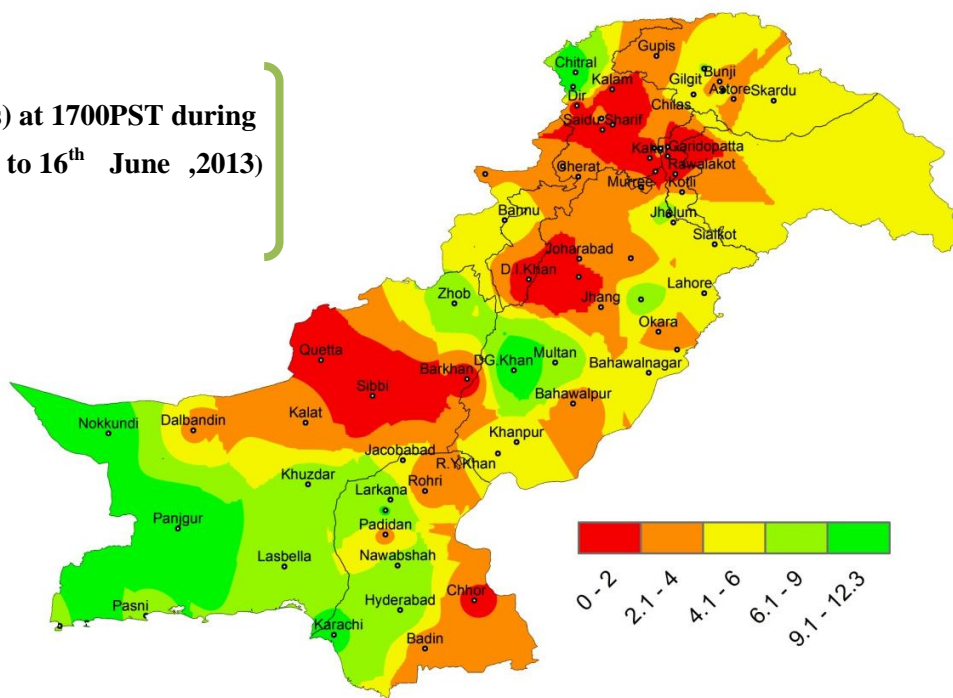 s) at 1700PST during
to 16th June ,2013)
Gupis
Chitral
Bunji
Kalam
Gilgit
Dir
Astore
Skardu
Chilas
Saidu Sharif
Garidopatta
Rawalakot
Cherat
Murree
Kotli
Bannu
Jhelum
Sialkot
Joharabad
D.I.Khan
Lahore
Zhob
Jhang
Okara
Quetta
DG.Khan
Multan
Barkhan
Bahawalnagar
Sibbi
Bahawalpur
Kalat
Dalbandin
Nokkundi
Khanpur
Jacobabad
R.Y.Khan
Khuzdar
Rohri
Larkana
Panjgur
Padidan
Lasbella
Nawabshah
Chhor
Pasni
Hyderabad
Karachi
Badin
0 - 2
2.1 - 4
4.1 - 6
6.1 - 9
9.1 - 12.3